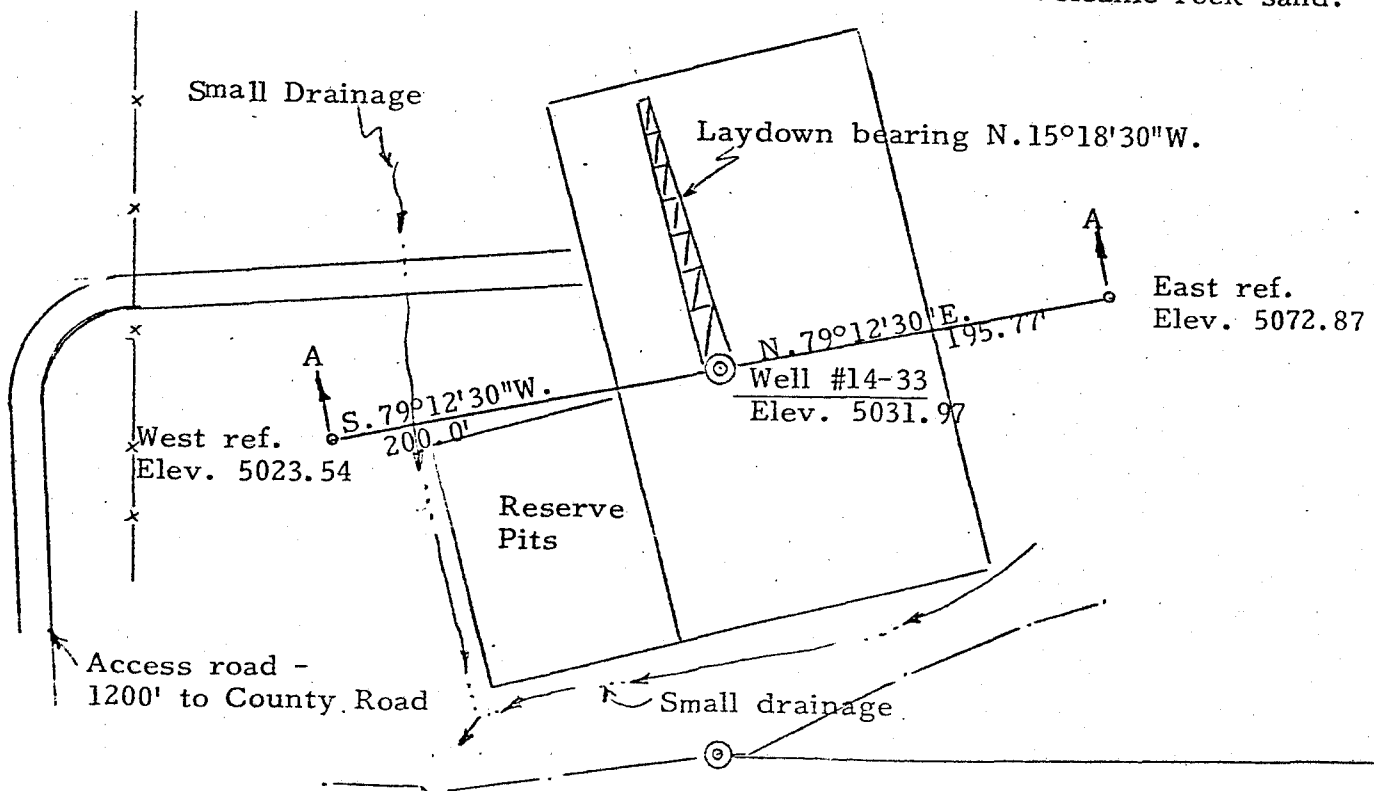 rock sand.
Small Drainage
Laydown bearing N.15°18'30"W.
A
East ref.
Elev. 5072.87
N.79°12'30"E.
195.77'
A
Well #14-33
Elev. 5031.97
S.79°12'30"W.
200.0'
West ref.
Elev. 5023.54
Reserve
Pits
Access road -
1200' to County Road
Small drainage